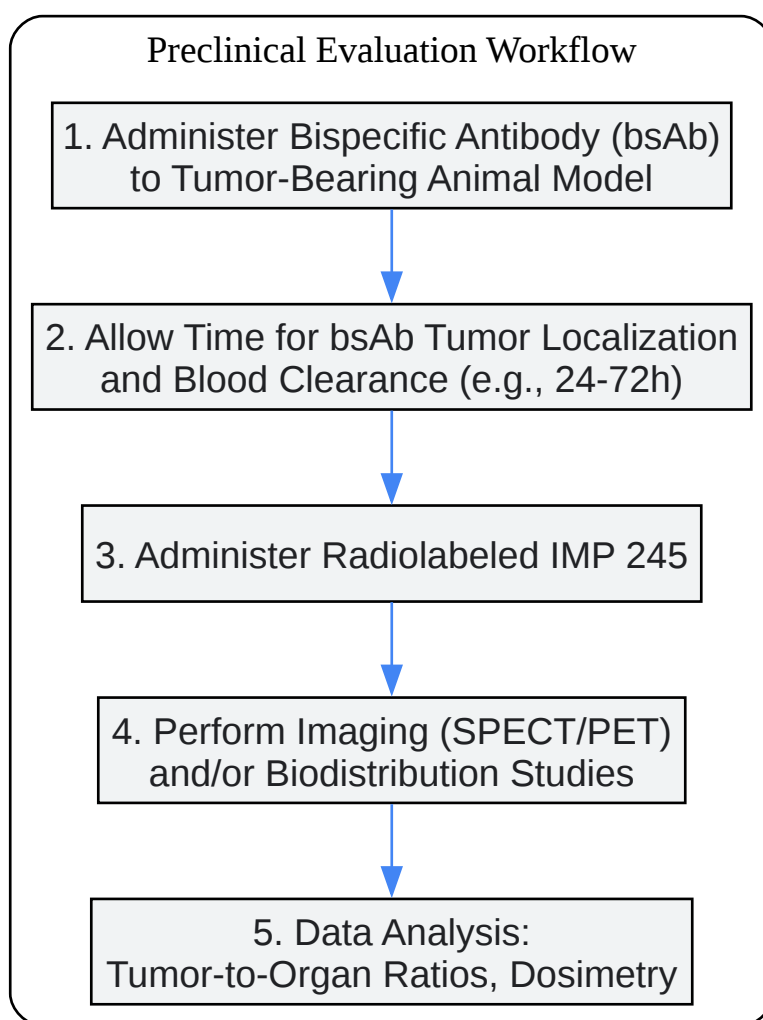 Preclinical Evaluation Workflow
1. Administer Bispecific Antibody (bsAb)
to Tumor-Bearing Animal Model
2. Allow Time for bsAb Tumor Localization
and Blood Clearance (e.g., 24-72h)
3. Administer Radiolabeled IMP 245
4. Perform Imaging (SPECT/PET)
and/or Biodistribution Studies
5. Data Analysis:
Tumor-to-Organ Ratios, Dosimetry